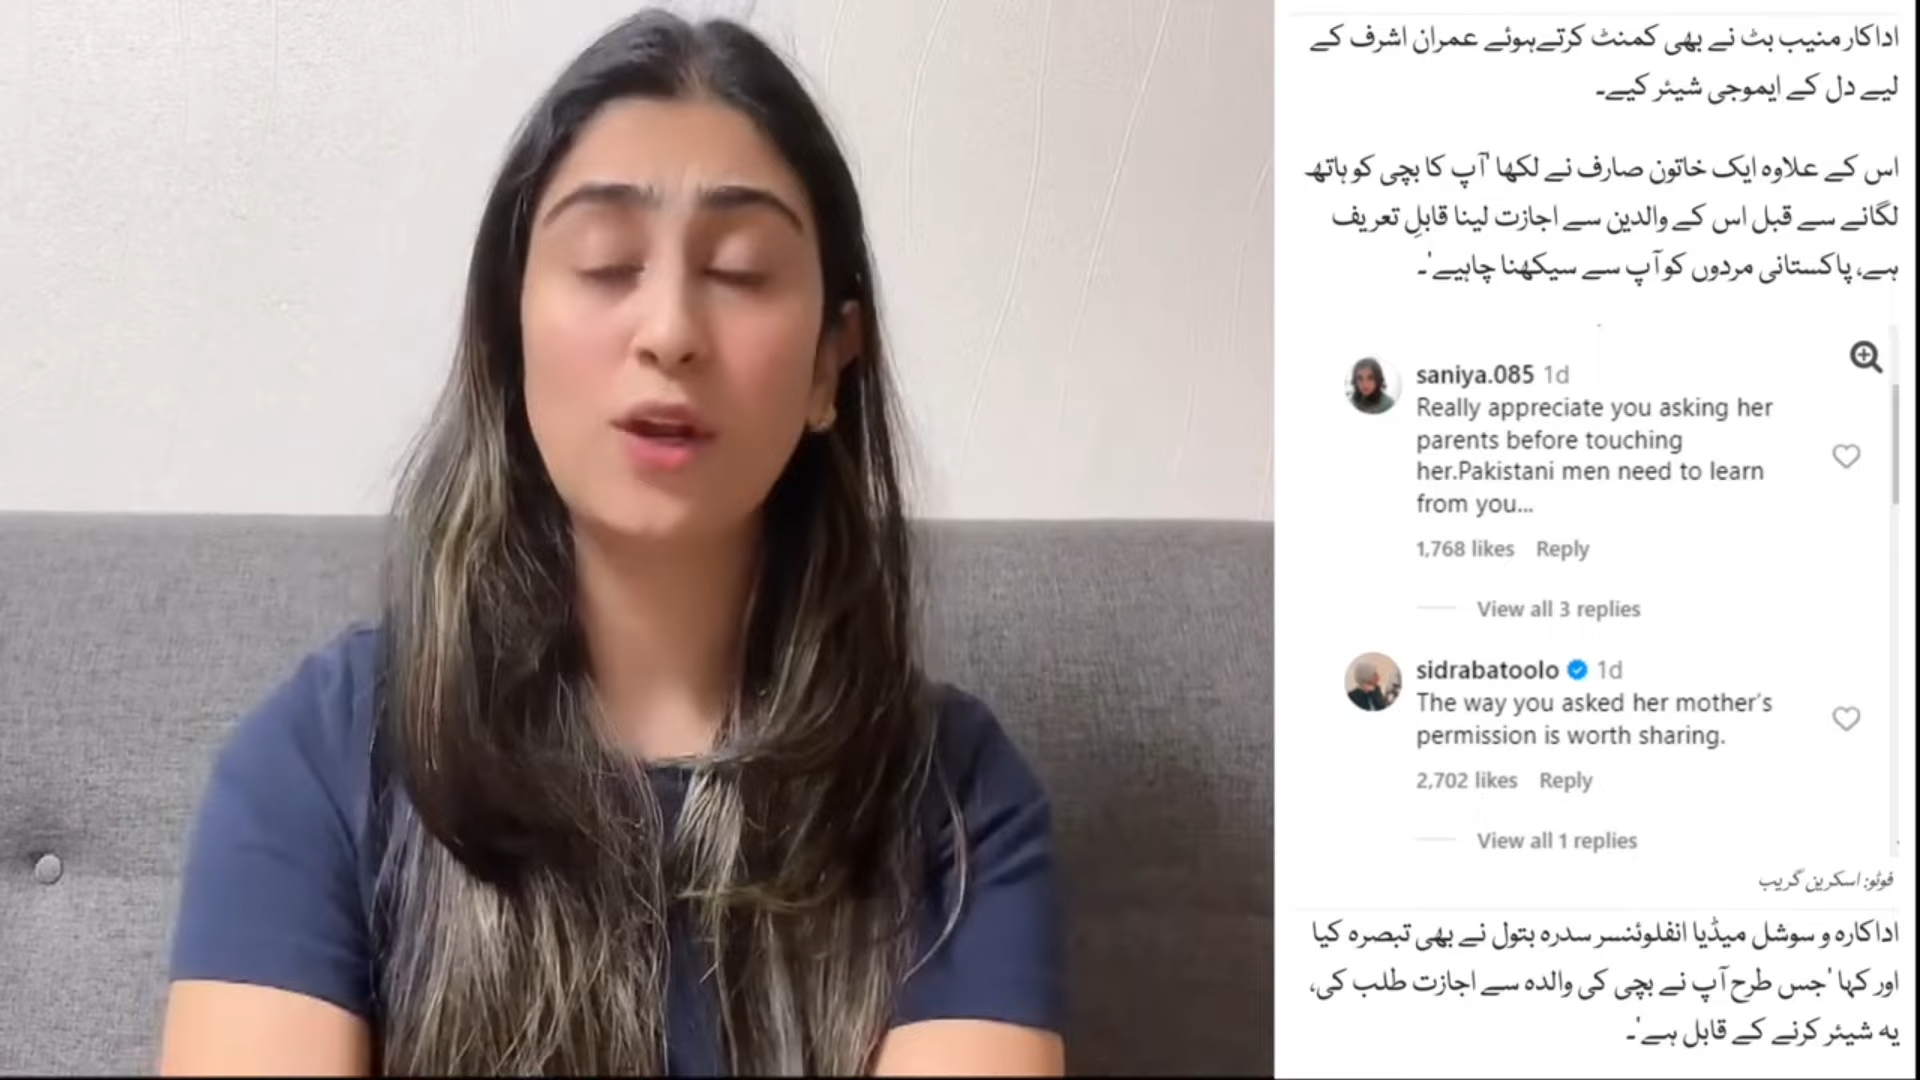 اداکار منیب بٹ نے بھی کمنٹ کرتےہوئے عمران اشرف کے
لیے دل کے ایموجی شیئر کیے۔
اس کے علاوہ ایک خاتون صارف نے لکھا 'آپ کا بچی کو ہاتھ
لگانے سے قبل اس کے والدین سے اجازت لینا قابلِ تعریف
ہے، پاکستانی مردوں کو آپ سے سیکھنا چاہیے'۔
saniya.085 1d
Really appreciate you asking her
parents before touching
her.Pakistani men need to learn
from you...
1,768 likes Reply
View all 3 replies
sidrabatoolo 1d
The way you asked her mother's
permission is worth sharing.
2,702 likes Reply
View all 1 replies
فوٹو: اسکرین گریب
اداکارہ و سوشل میڈیا انفلوئنسر سدرہ بتول نے بھی تبصرہ کیا
اور کہا 'جس طرح آپ نے بچی کی والدہ سے اجازت طلب کی،
یہ شیئر کرنے کے قابل ہے'۔